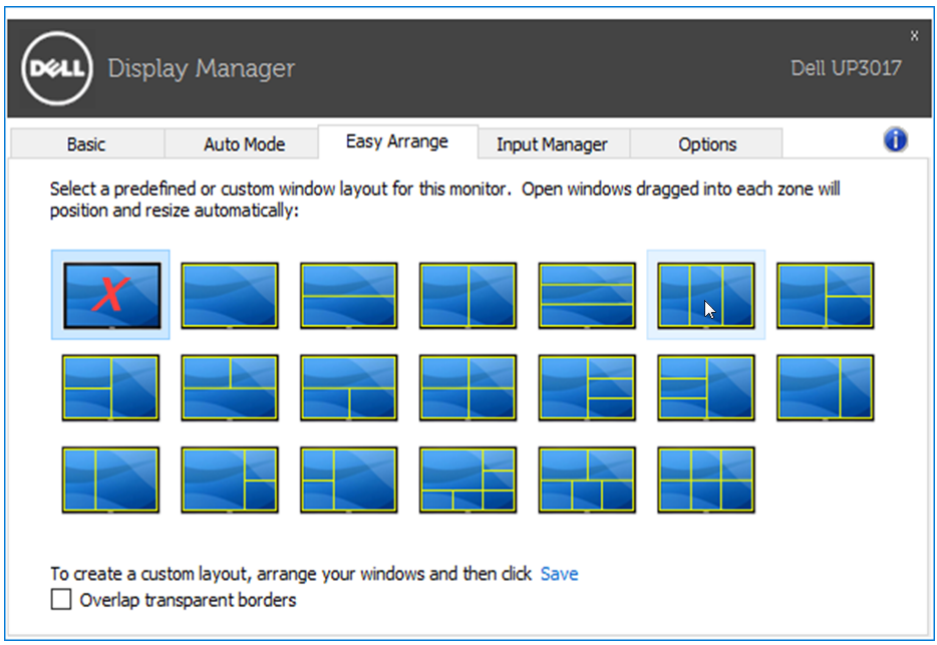 DELL Display Manager
x
Dell UP3017
Basic Auto Mode Easy Arrange Input Manager Options
Select a predefined or custom window layout for this monitor. Open windows dragged into each zone will
position and resize automatically:
X
To create a custom layout, arrange your windows and then click Save
Overlap transparent borders